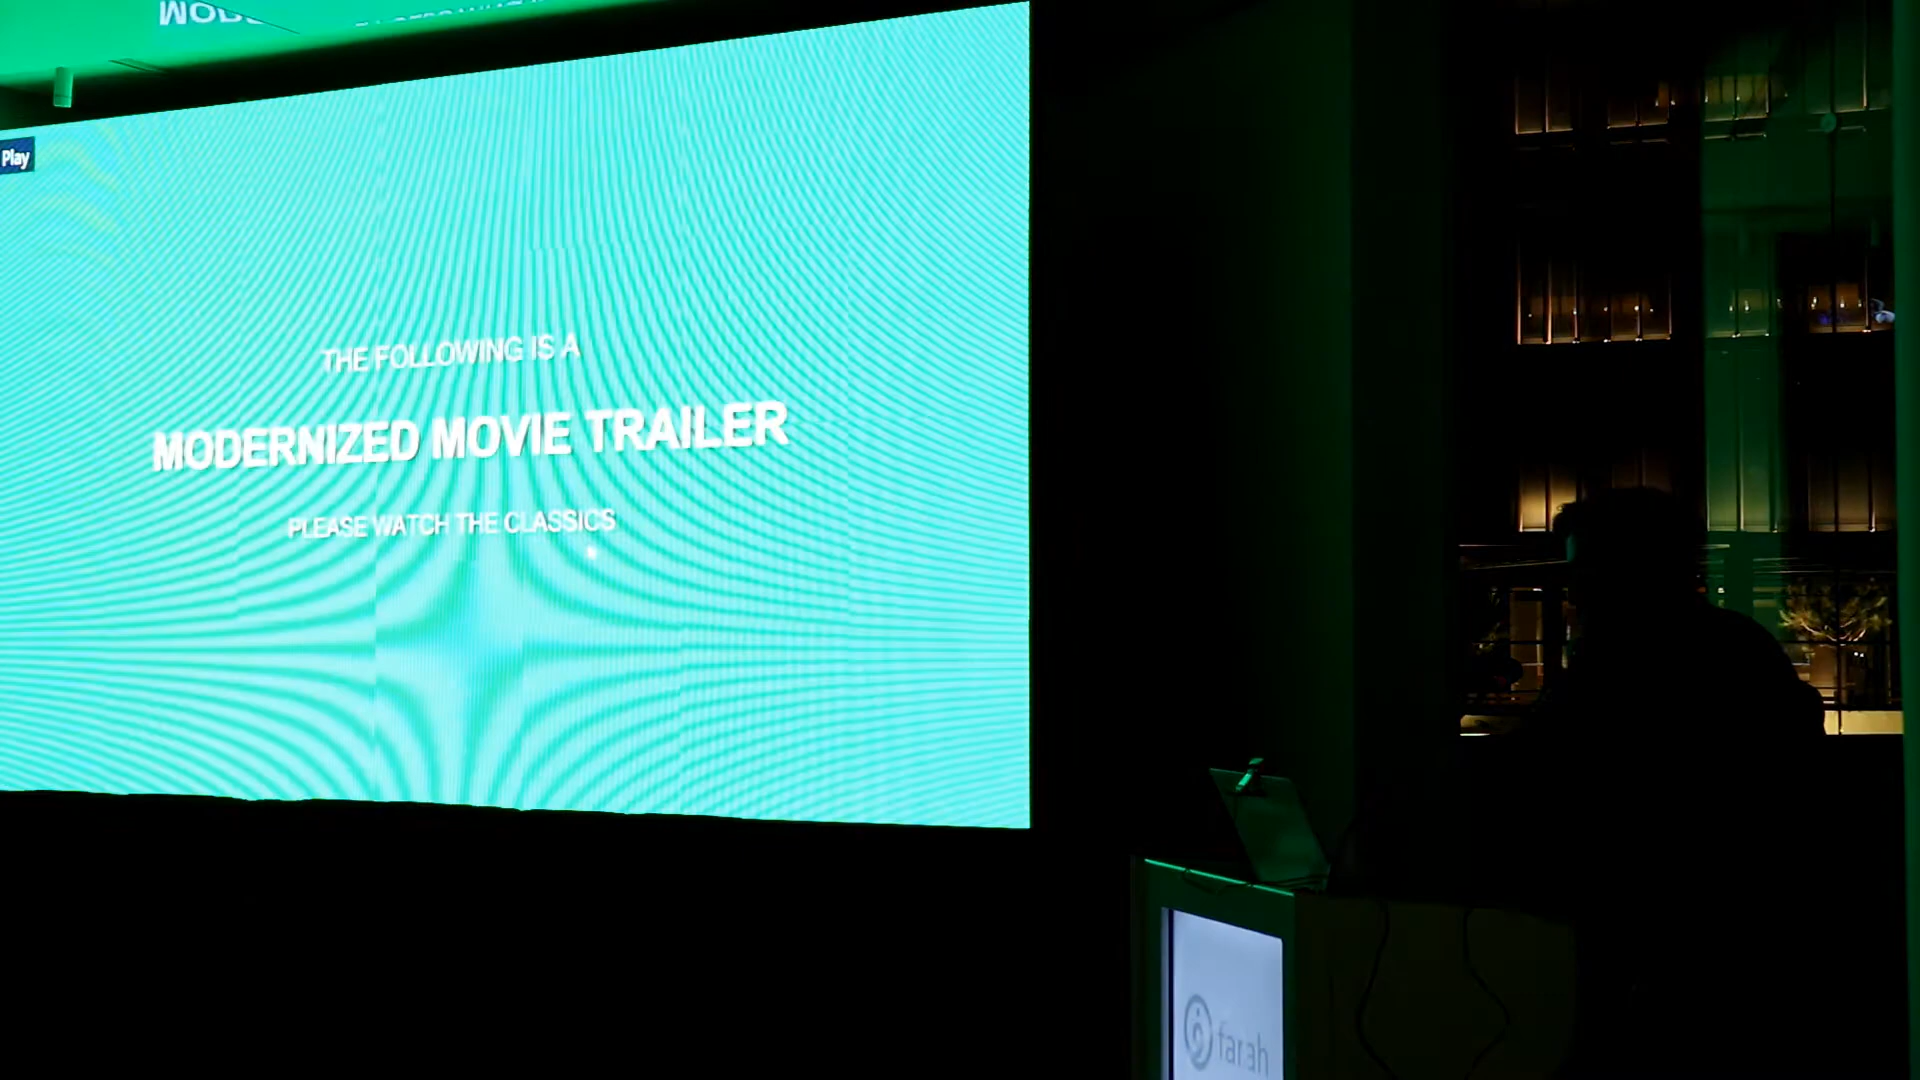 Play
THE FOLLOWING IS A
MODERNIZED MOVIE TRAILER
PLEASE WATCH THE CLASSICS
farah